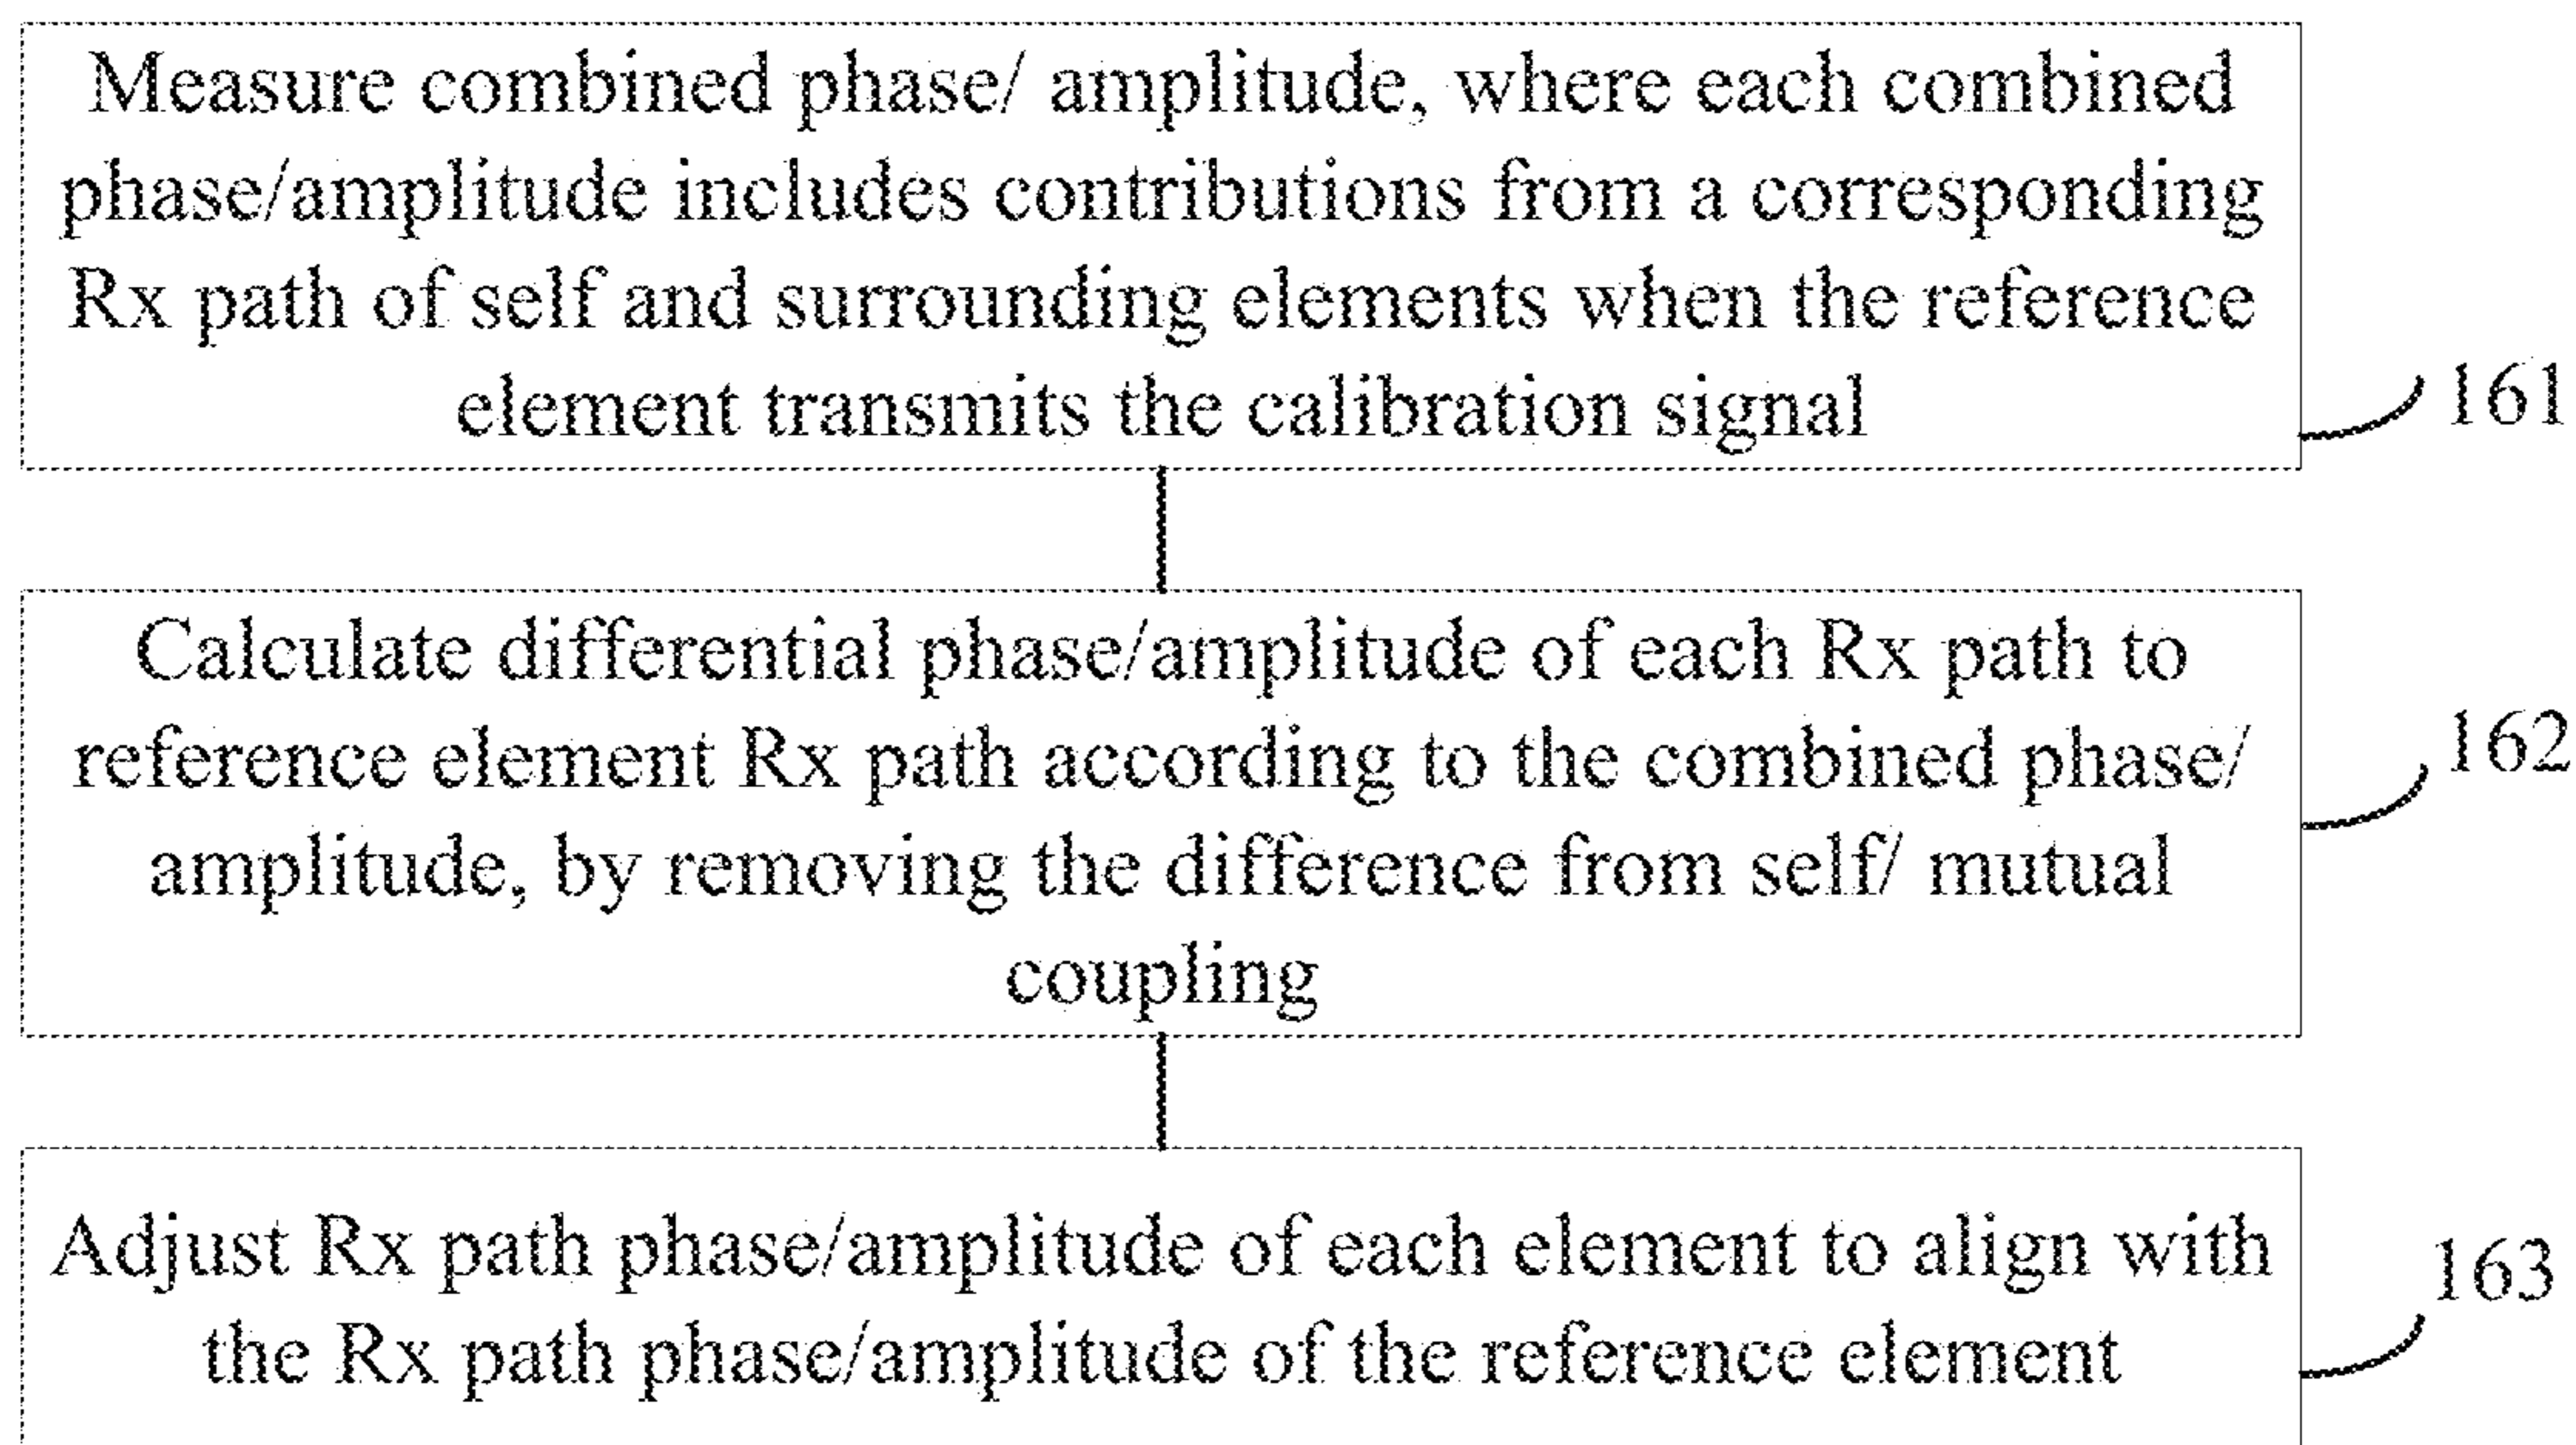 Measure combined phase/ amplitude, where each combined
phase/amplitude includes contributions from a corresponding
Rx path of self and surrounding elements when the reference
element transmits the calibration signal
161
Calculate differential phase/amplitude of each Rx path to
reference element Rx path according to the combined phase/
amplitude, by removing the difference from self/ mutual
coupling
162
Adjust Rx path phase/amplitude of each element to align with
the Rx path phase/amplitude of the reference element
163